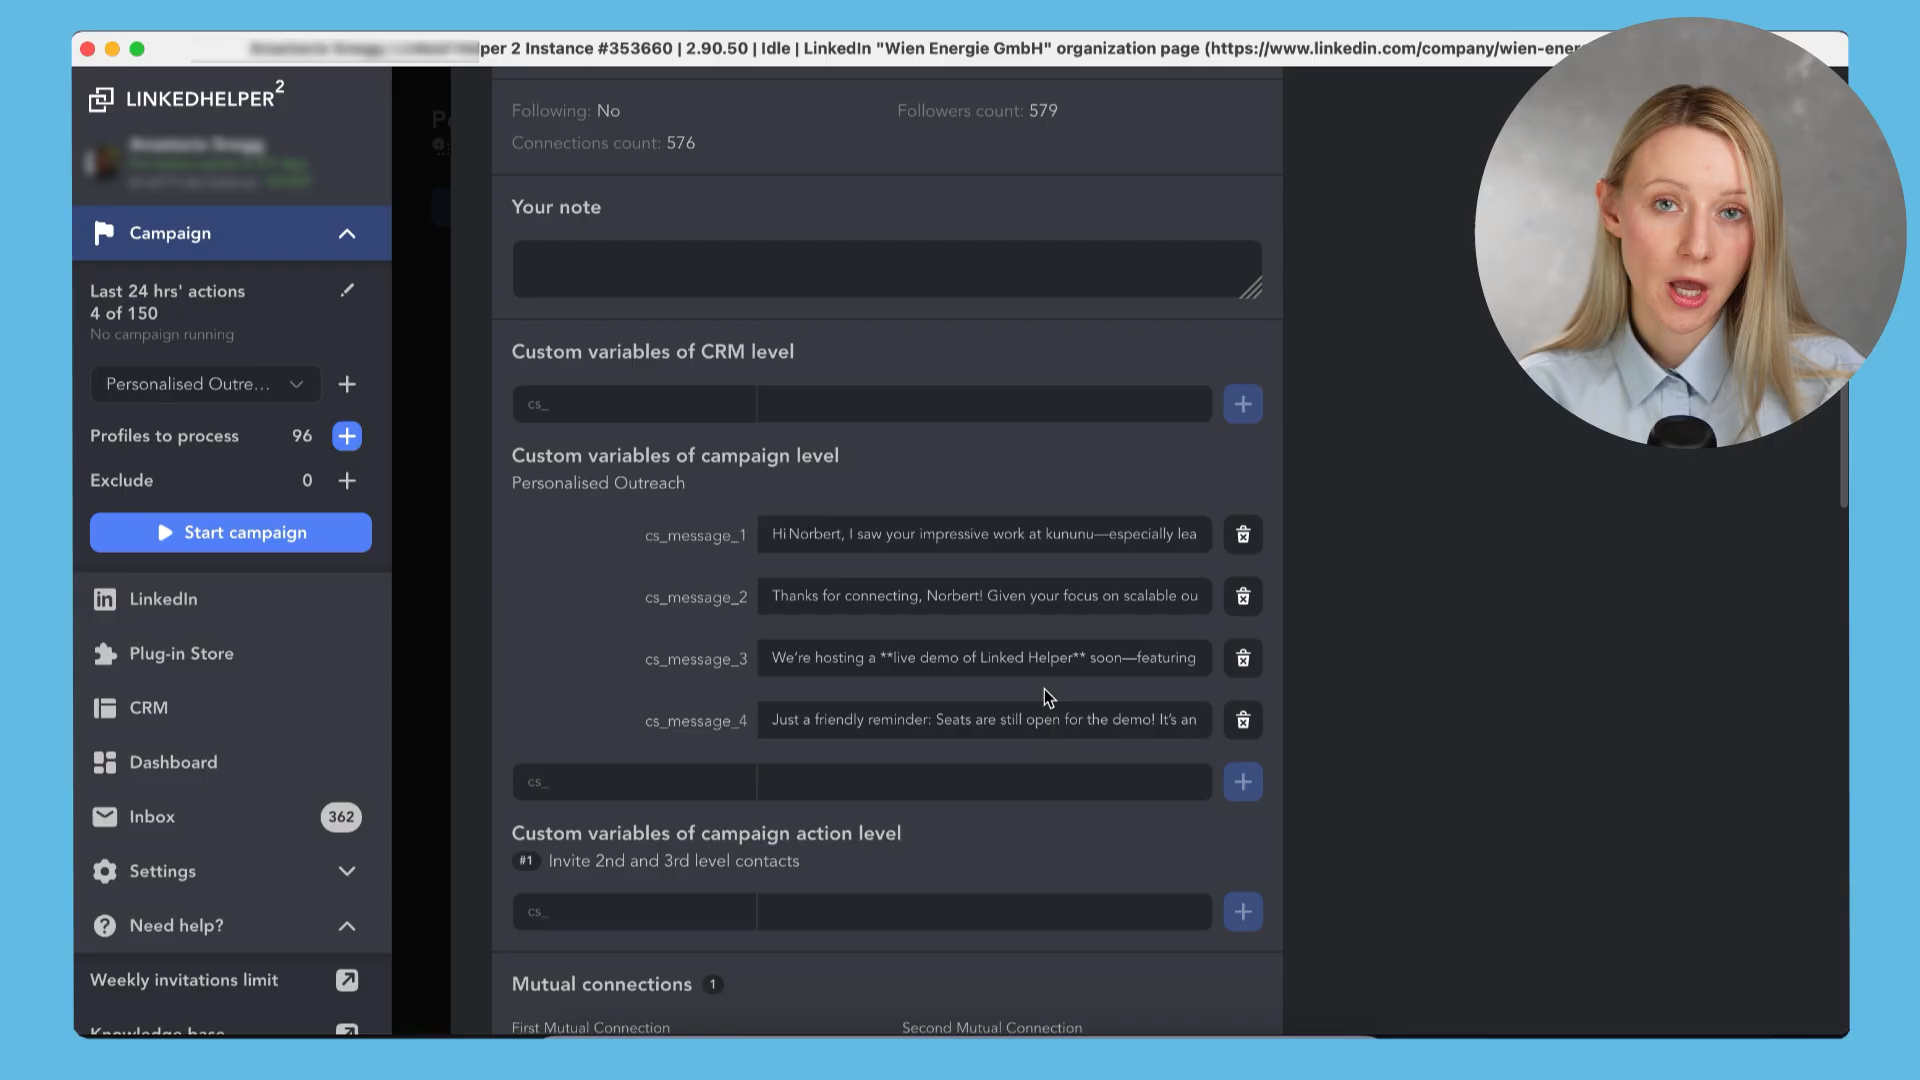 per 2 Instance #353660 | 2.90.50 | Idle | LinkedIn "Wien Energie GmbH" organization page (https://www.linkedin.com/company/wien-ener
LINKEDHELPER 2
Campaign
Last 24 hrs' actions
4 of 150
No campaign running
Personalised Outre...
Profiles to process 96
Exclude 0
Start campaign
LinkedIn
Plug-in Store
CRM
Dashboard
Inbox 362
Settings
Need help?
Weekly invitations limit
Knowledge base
Following: No
Followers count: 579
Connections count: 576
Your note
Custom variables of CRM level
cs_
Custom variables of campaign level
Personalised Outreach
cs_message_1 Hi Norbert, I saw your impressive work at kununu—especially lea
cs_message_2 Thanks for connecting, Norbert! Given your focus on scalable ou
cs_message_3 We're hosting a **live demo of Linked Helper** soon—featuring
cs_message_4 Just a friendly reminder: Seats are still open for the demo! It's an
cs_
Custom variables of campaign action level
#1 Invite 2nd and 3rd level contacts
cs_
Mutual connections 1
First Mutual Connection
Second Mutual Connection